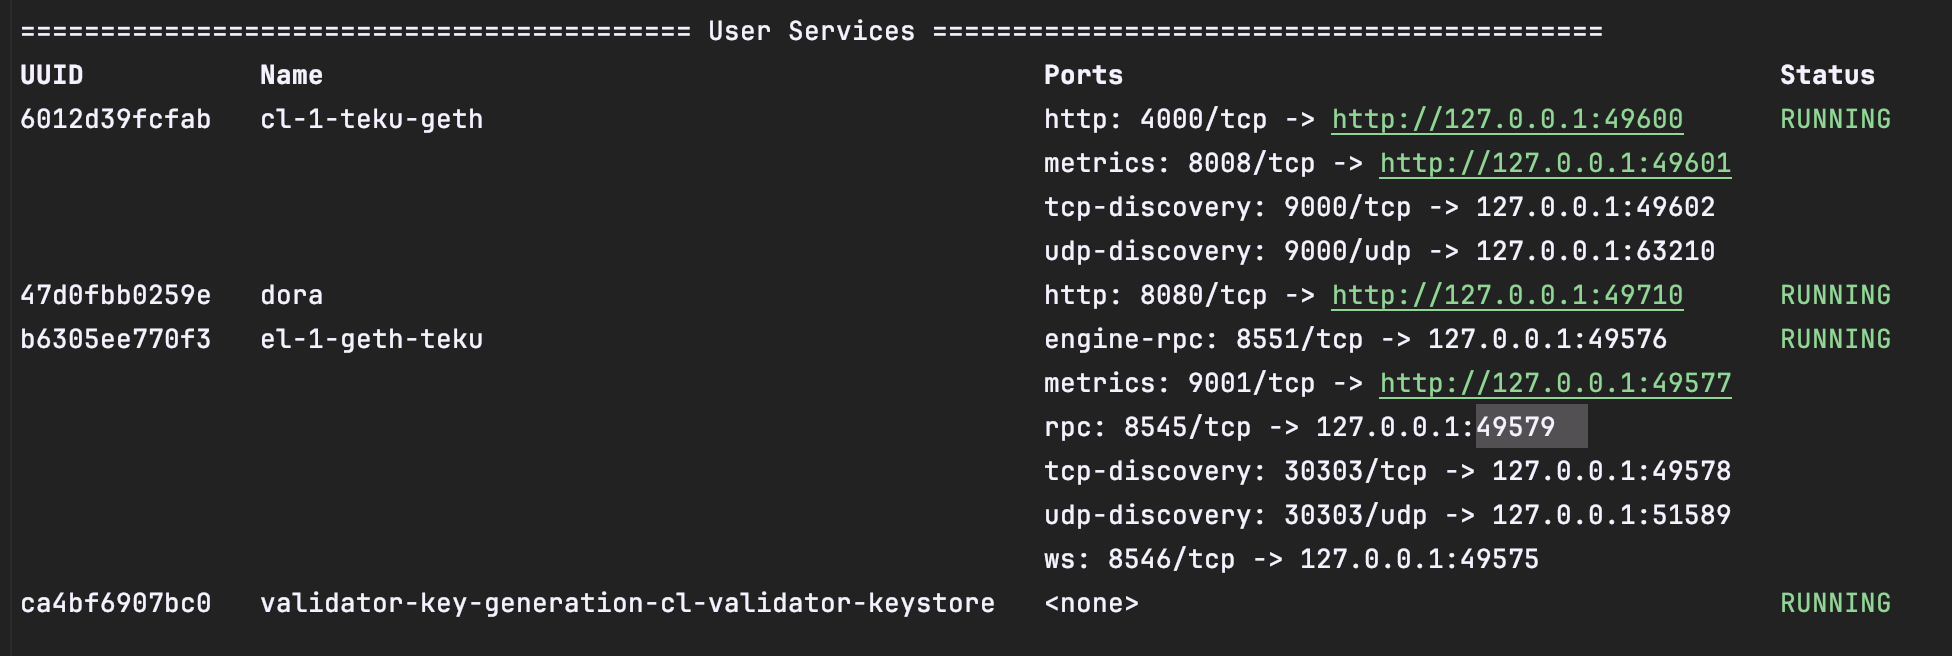 ========================================== User Services ==========================================
UUID Name Ports Status
6012d39fcfab cl-1-teku-geth http: 4000/tcp -> http://127.0.0.1:49600 RUNNING
metrics: 8008/tcp -> http://127.0.0.1:49601
tcp-discovery: 9000/tcp -> 127.0.0.1:49602
udp-discovery: 9000/udp -> 127.0.0.1:63210
47d0fbb0259e dora http: 8080/tcp -> http://127.0.0.1:49710 RUNNING
b6305ee770f3 el-1-geth-teku engine-rpc: 8551/tcp -> 127.0.0.1:49576 RUNNING
metrics: 9001/tcp -> http://127.0.0.1:49577
rpc: 8545/tcp -> 127.0.0.1:49579
tcp-discovery: 30303/tcp -> 127.0.0.1:49578
udp-discovery: 30303/udp -> 127.0.0.1:51589
ws: 8546/tcp -> 127.0.0.1:49575
ca4bf6907bc0 validator-key-generation-cl-validator-keystore <none> RUNNING